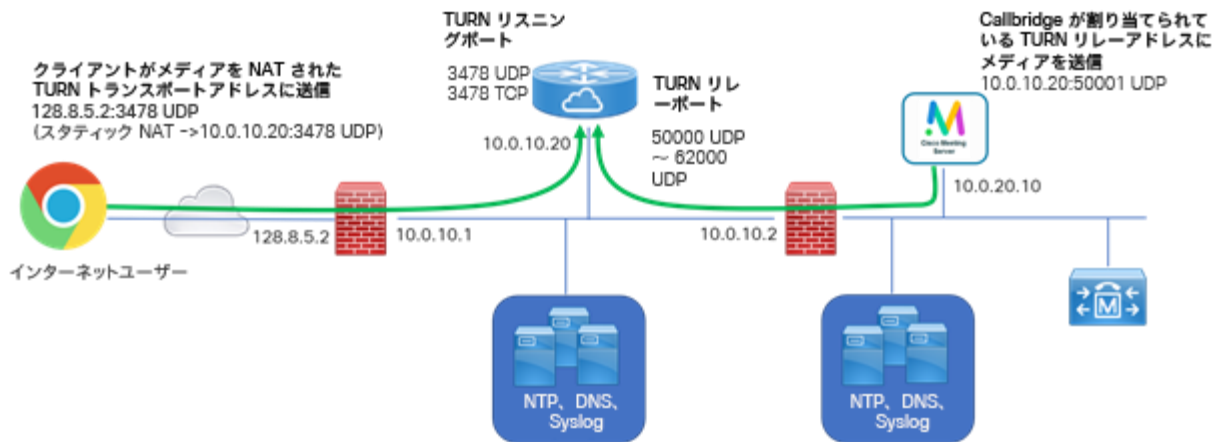 クライアントがメディアを NAT された
TURN トランスポートアドレスに送信
128.8.5.2:3478 UDP
(スタティック NAT ->10.0.10.20:3478 UDP)
TURN リスニン
グポート
3478 UDP
3478 TCP
TURN リレ
ーポート
50000 UDP
～ 62000
UDP
Callbridge が割り当てられて
いる TURN リレーアドレスに
メディアを送信
10.0.10.20:50001 UDP
Cisco Meeting
Server
10.0.10.20
10.0.20.10
128.8.5.2
10.0.10.1
10.0.10.2
インターネットユーザー
M
NTP、DNS、
Syslog
NTP、DNS、
Syslog